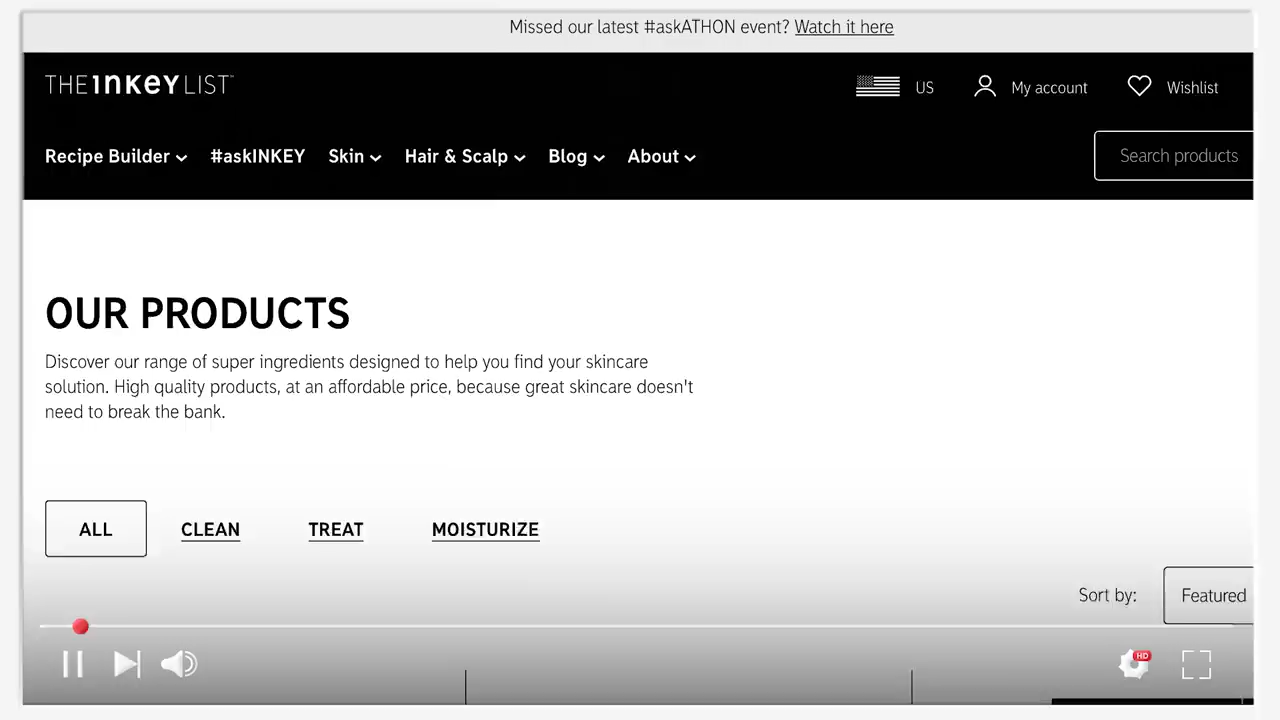 Missed our latest #askATHON event? Watch it here
THE INKEY LIST™
US
My account
Wishlist
Recipe Builder
#askINKEY
Skin
Hair & Scalp
Blog
About
Search products
OUR PRODUCTS
Discover our range of super ingredients designed to help you find your skincare
solution. High quality products, at an affordable price, because great skincare doesn't
need to break the bank.
ALL
CLEAN
TREAT
MOISTURIZE
Sort by:
Featured
HD